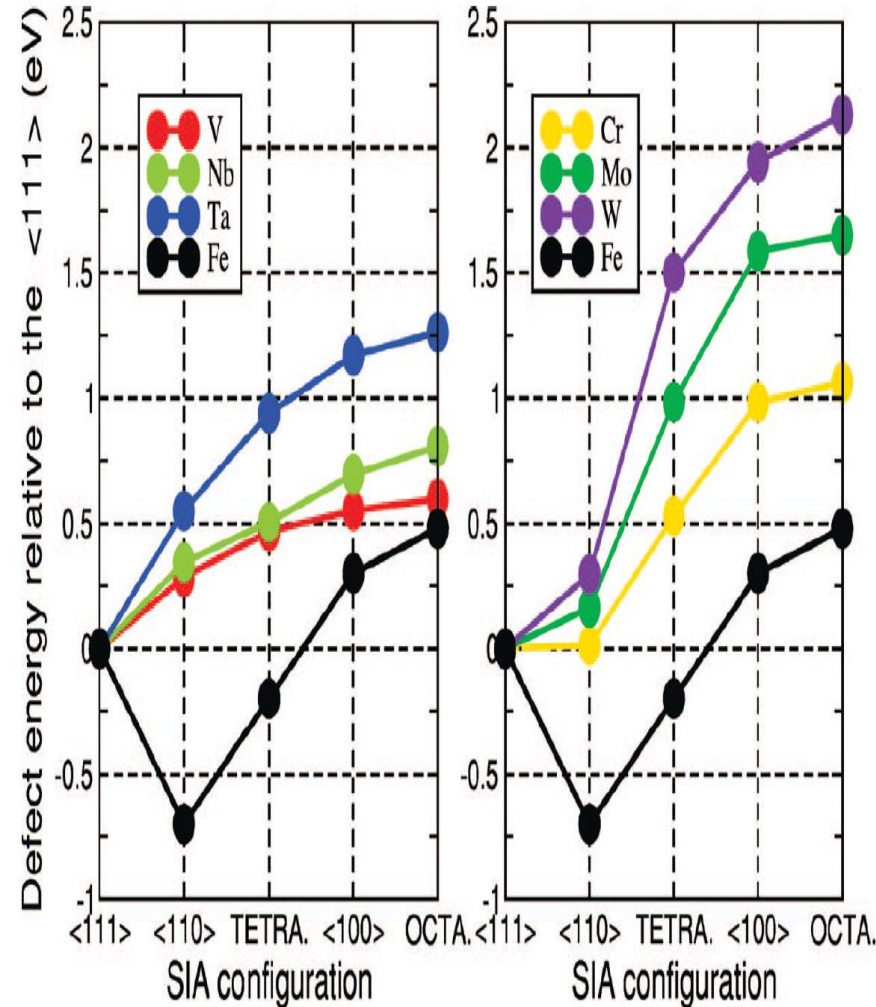 Defect energy relative to the <111> (eV)
2.5
2
1.5
1
0.5
0
-0.5
-1
V
Nb
Ta
Fe
<111> <110> TETRA. <100> OCTA.
SIA configuration
2.5
2
1.5
1
0.5
0
-0.5
-1
Cr
Mo
W
Fe
<111> <110> TETRA. <100> OCTA.
SIA configuration